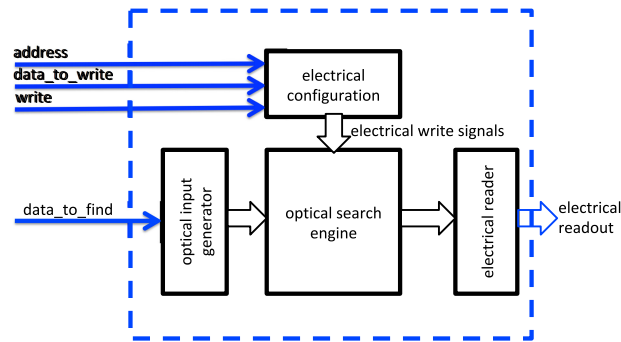 address
data_to_write
write
electrical
configuration
electrical write signals
data_to_find
optical input
generator
optical search
engine
electrical reader
electrical
readout